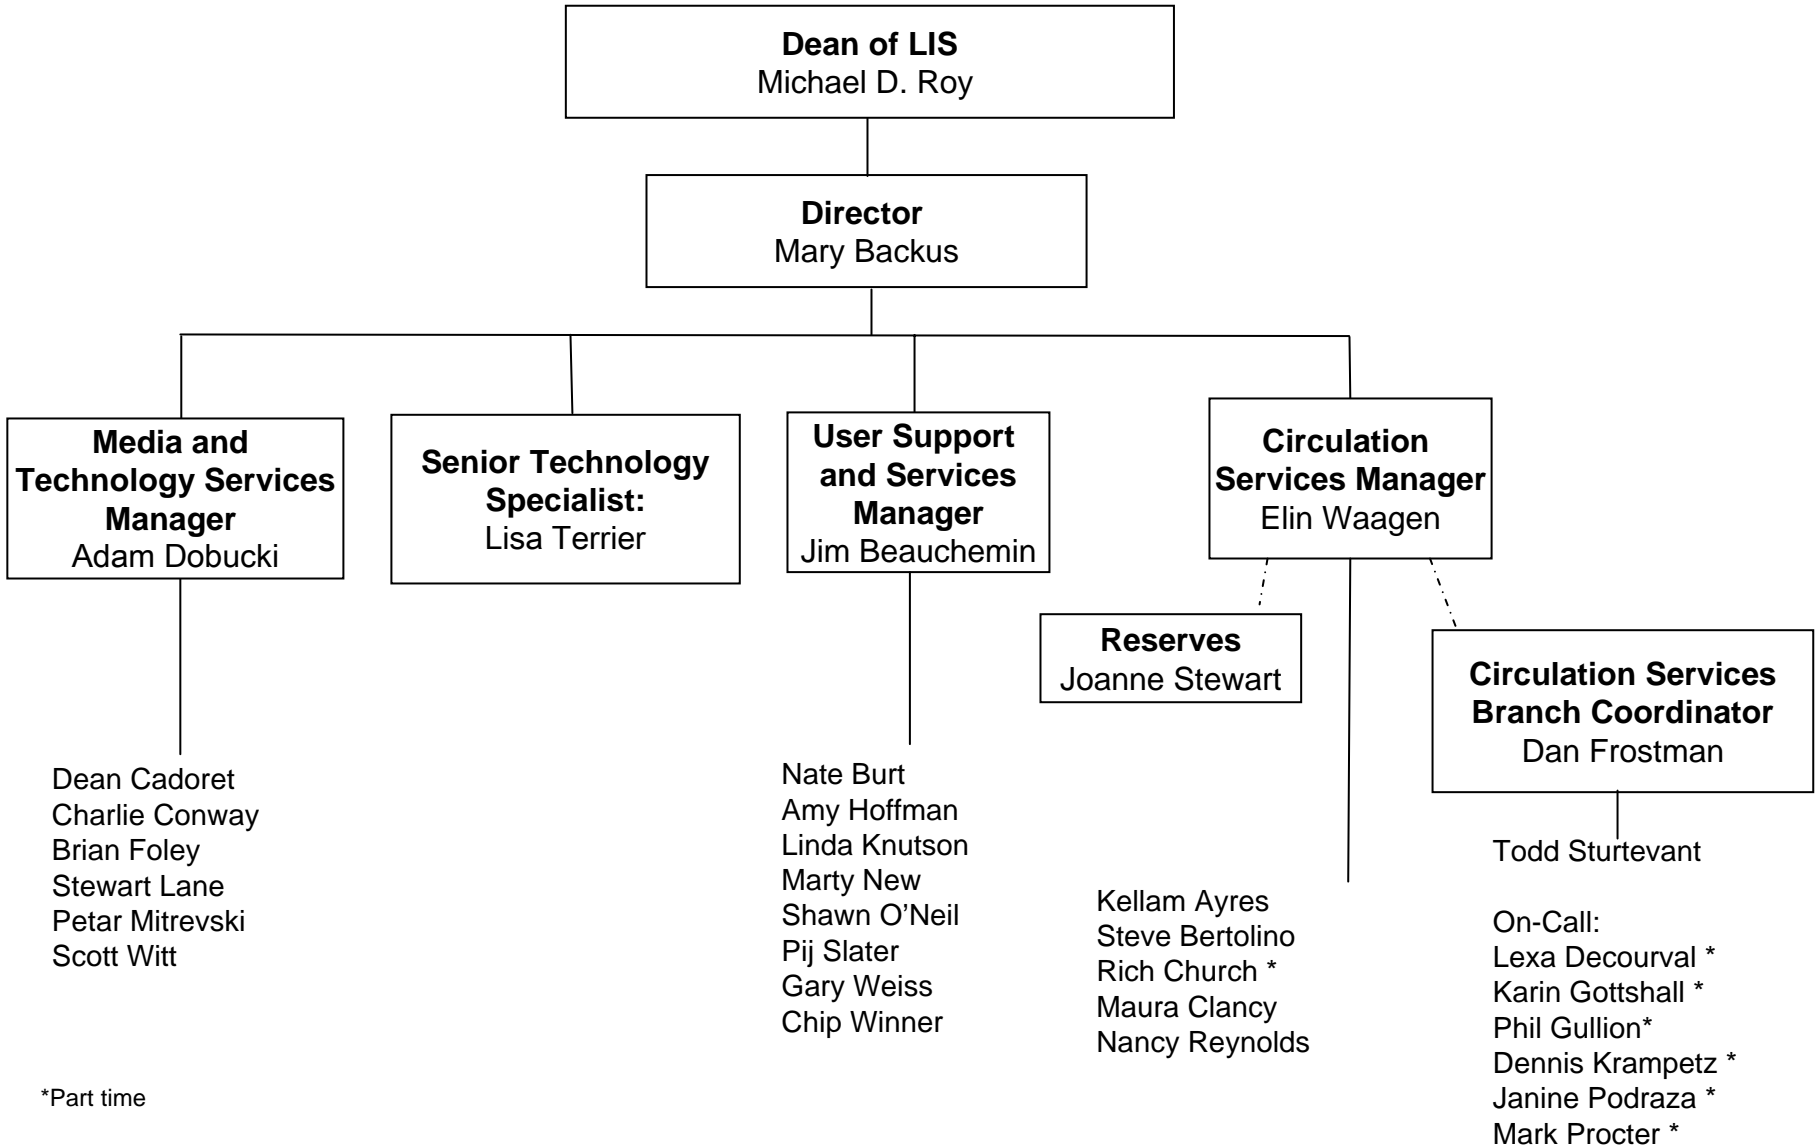 Dean of LIS
Michael D. Roy
Director
Mary Backus
Media and
Technology Services
Manager
Adam Dobucki
Senior Technology
Specialist:
Lisa Terrier
User Support
and Services
Manager
Jim Beauchemin
Circulation
Services Manager
Elin Waagen
Reserves
Joanne Stewart
Circulation Services
Branch Coordinator
Dan Frostman
Dean Cadoret
Charlie Conway
Brian Foley
Stewart Lane
Petar Mitrevski
Scott Witt
Nate Burt
Amy Hoffman
Linda Knutson
Marty New
Shawn O’Neil
Pij Slater
Gary Weiss
Chip Winner
Kellam Ayres
Steve Bertolino
Rich Church *
Maura Clancy
Nancy Reynolds
Todd Sturtevant
On-Call:
Lexa Decourval *
Karin Gottshall *
Phil Gullion*
Dennis Krampetz *
Janine Podraza *
Mark Procter *
*Part time